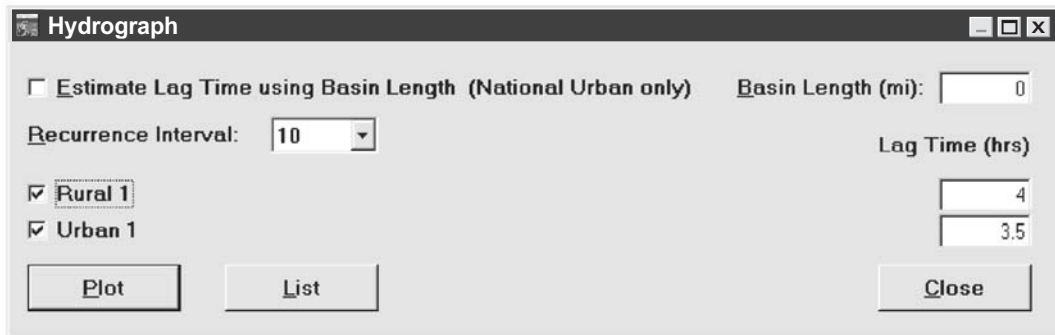 Hydrograph
Estimate Lag Time using Basin Length (National Urban only) Basin Length (mi): 0
Recurrence Interval: 10
Lag Time (hrs)
Rural 1 4
Urban 1 3.5
Plot List Close